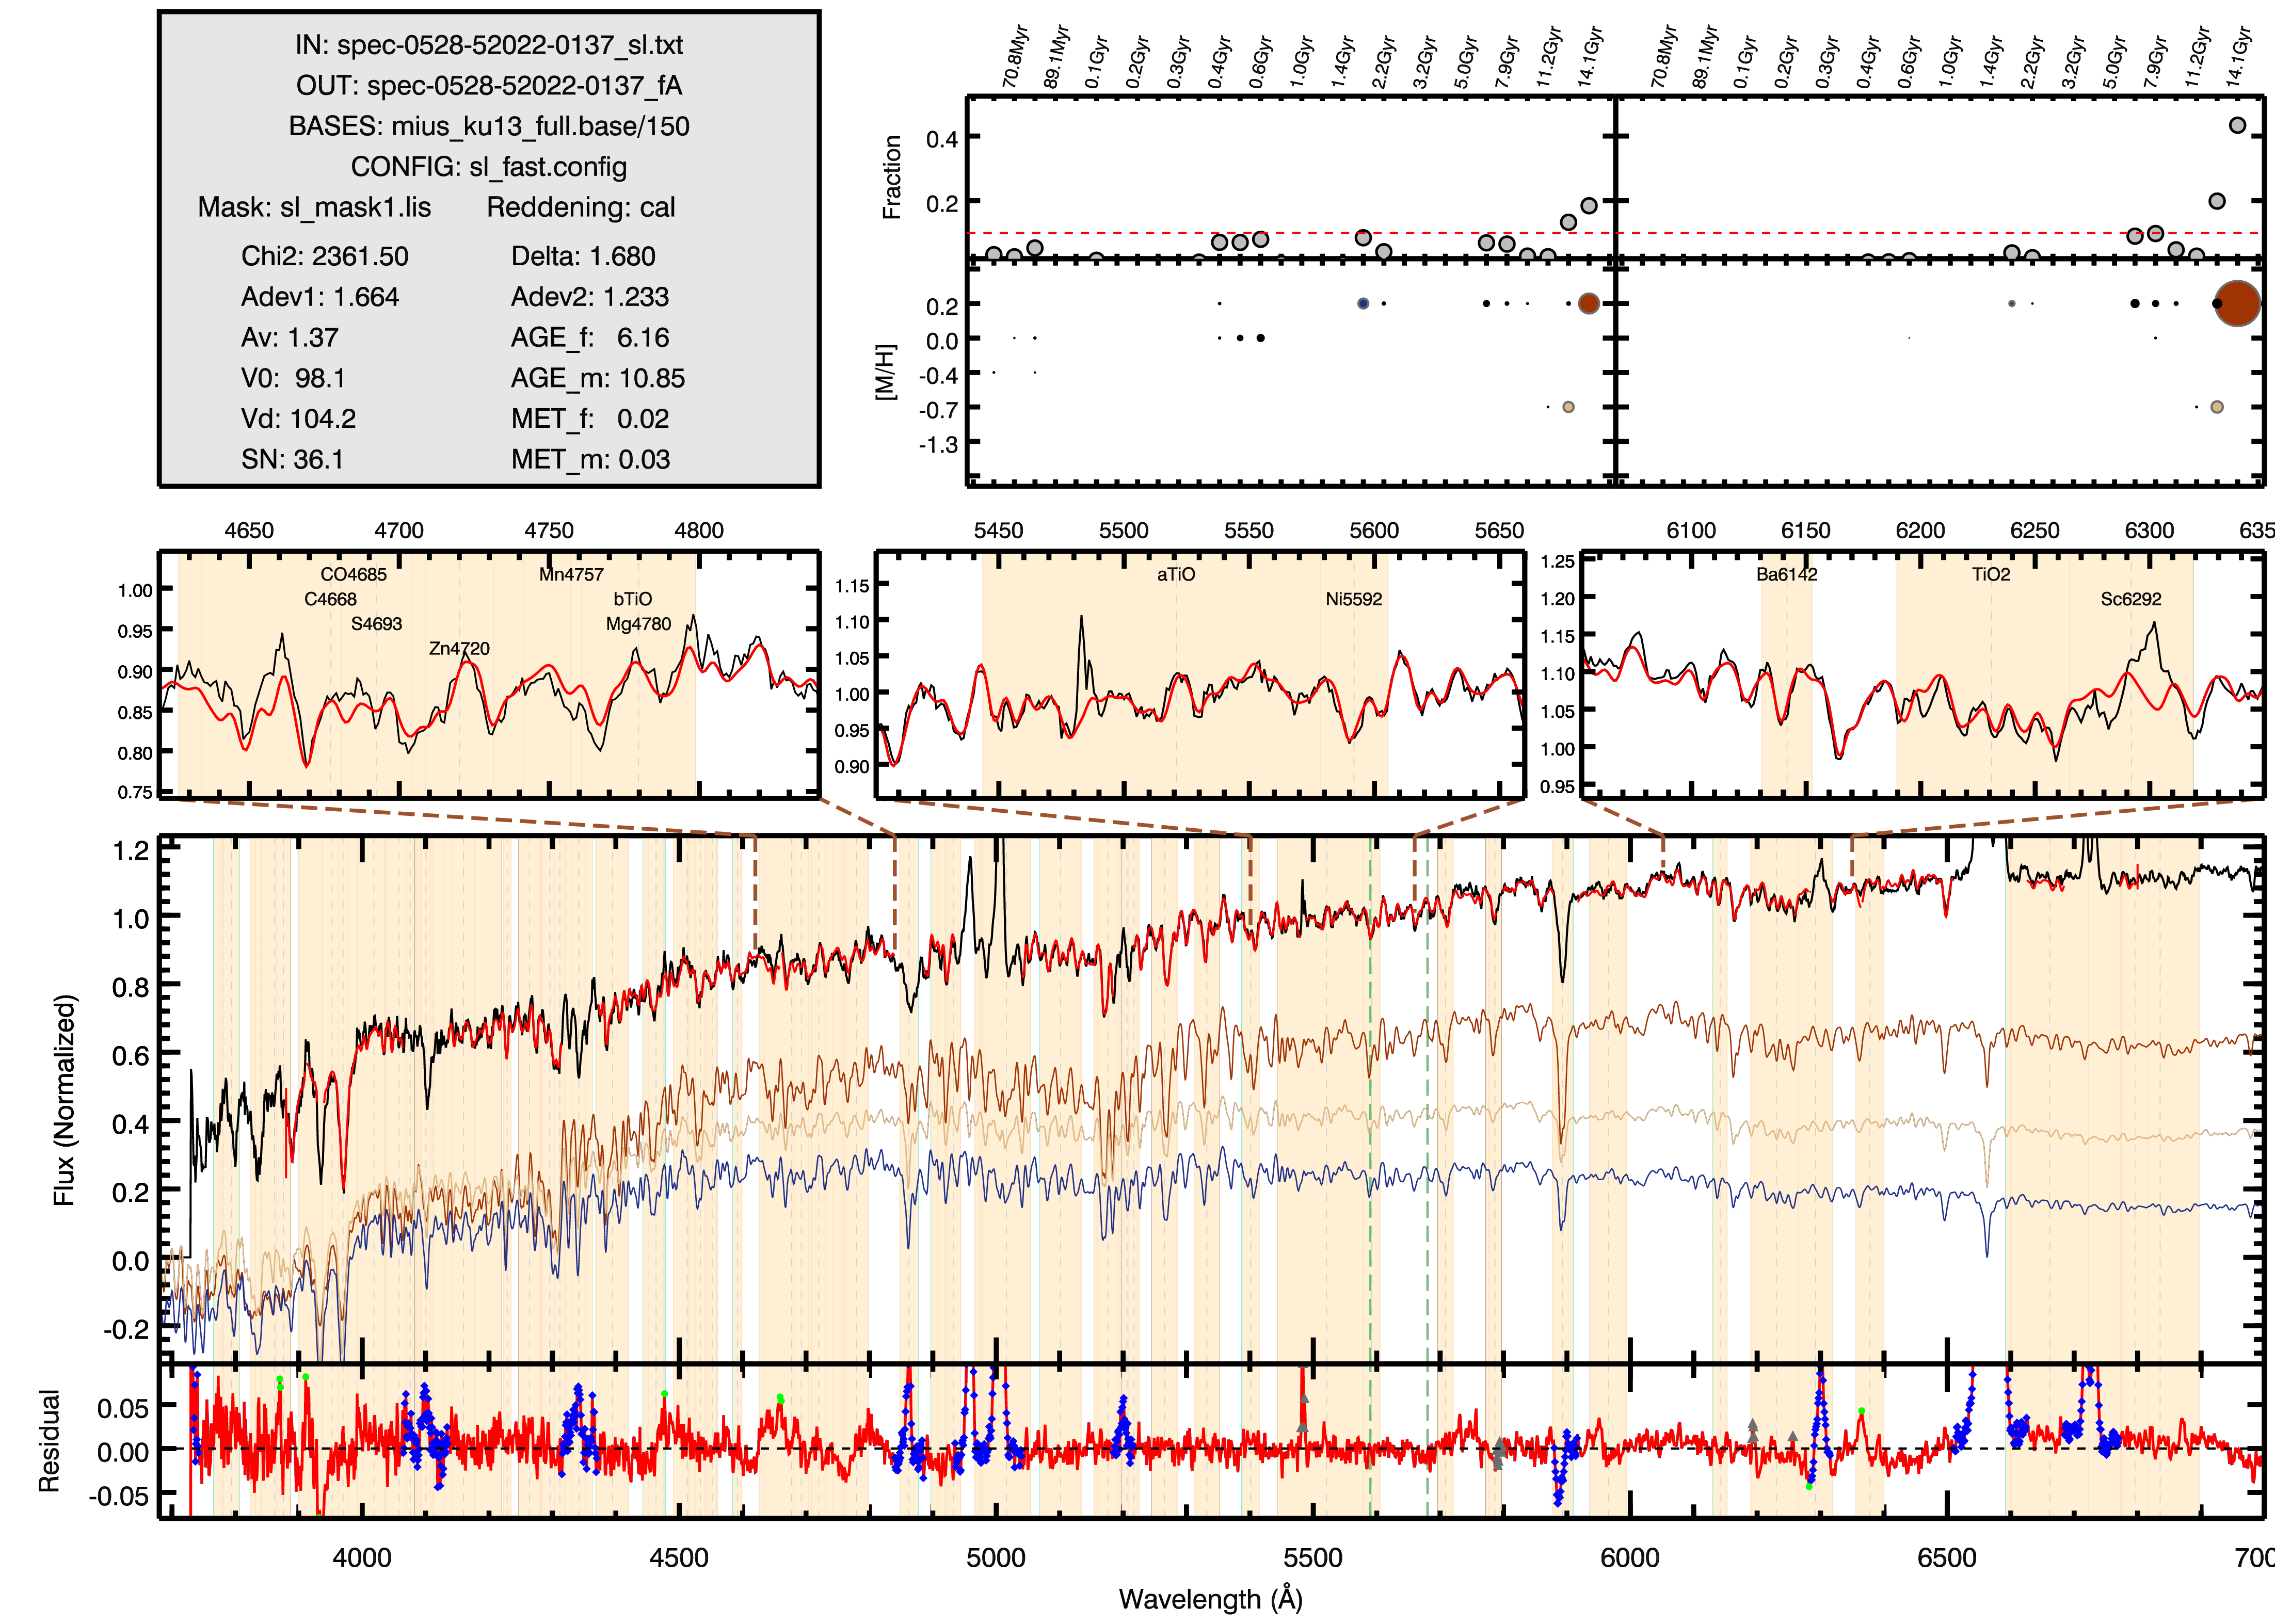 IN: spec-0528-52022-0137_sl.txt
OUT: spec-0528-52022-0137_fA
BASES: mius_ku13_full.base/150
CONFIG: sl_fast.config
Mask: sl_mask1.lis Reddening: cal
Chi2: 2361.50 Delta: 1.680
Adev1: 1.664 Adev2: 1.233
Av: 1.37 AGE_f: 6.16
V0: 98.1 AGE_m: 10.85
Vd: 104.2 MET_f: 0.02
SN: 36.1 MET_m: 0.03
70.8Myr 89.1Myr 0.1Gyr 0.2Gyr 0.3Gyr 0.4Gyr 0.6Gyr 1.0Gyr 1.4Gyr 2.2Gyr 3.2Gyr 5.0Gyr 7.9Gyr 11.2Gyr 14.1Gyr
70.8Myr 89.1Myr 0.1Gyr 0.2Gyr 0.3Gyr 0.4Gyr 0.6Gyr 1.0Gyr 1.4Gyr 2.2Gyr 3.2Gyr 5.0Gyr 7.9Gyr 11.2Gyr 14.1Gyr
Fraction
0.4
0.2
[M/H]
0.2
0.0
-0.4
-0.7
-1.3
4650 4700 4750 4800
1.00
0.95
0.90
0.85
0.80
0.75
CO4685 Mn4757
C4668 bTiO
S4693 Mg4780
Zn4720
5450 5500 5550 5600 5650
1.15
1.10
1.05
1.00
0.95
0.90
aTiO
Ni5592
6100 6150 6200 6250 6300 635
1.25
1.20
1.15
1.10
1.05
1.00
0.95
Ba6142 TiO2
Sc6292
Flux (Normalized)
1.2
1.0
0.8
0.6
0.4
0.2
0.0
-0.2
Residual
0.05
0.00
-0.05
4000 4500 5000 5500 6000 6500 700
Wavelength (Å)